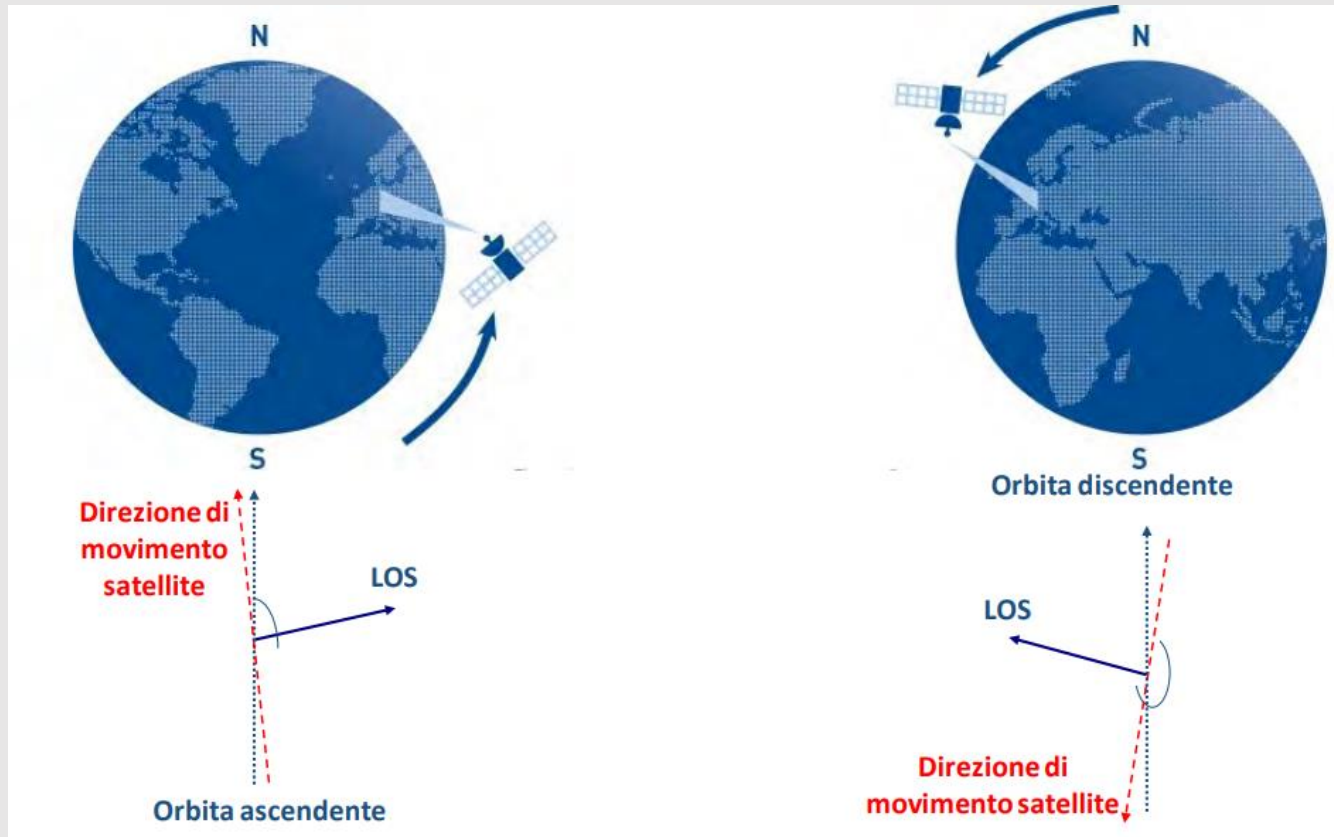 N
S
Direzione di
movimento
satellite
LOS
Orbita ascendente
N
S
Orbita discendente
LOS
Direzione di
movimento satellite